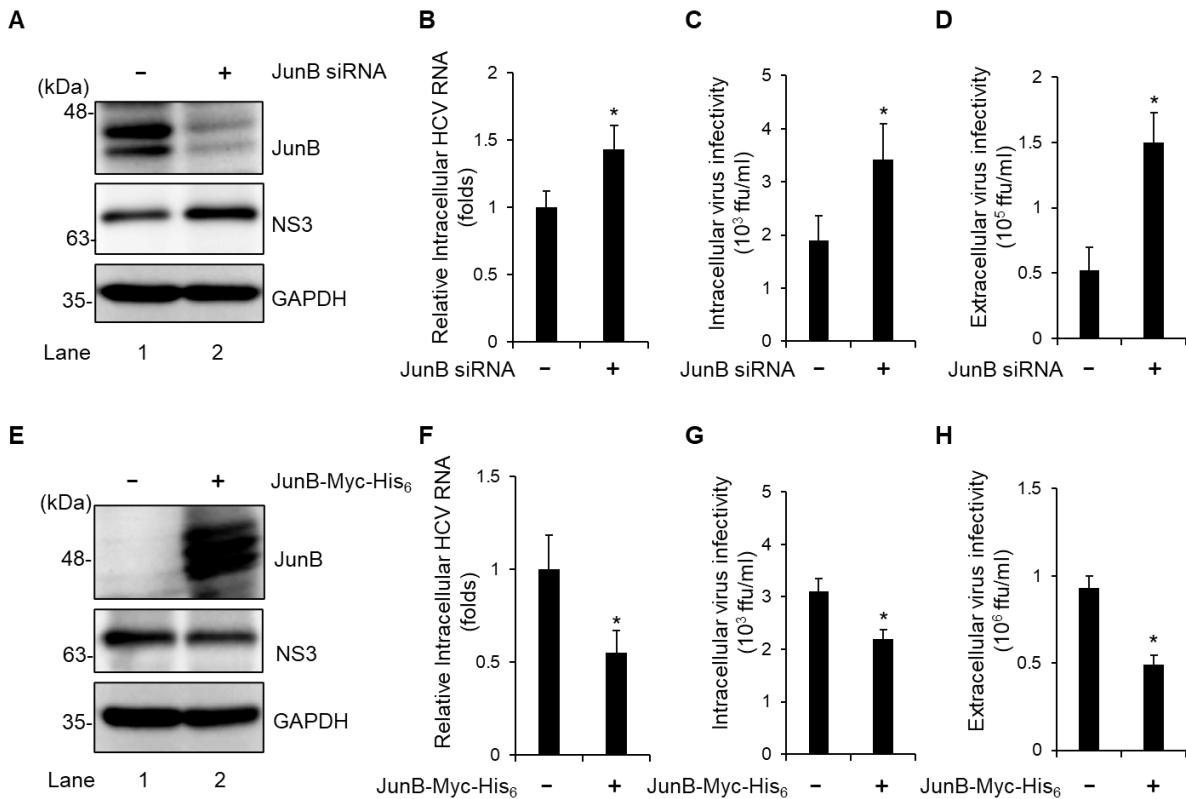 A
− + JunB siRNA
(kDa)
48-
JunB
NS3
63-
35-
GAPDH
Lane 1 2
B
Relative Intracellular HCV RNA
(folds)
2
1.5
1
0.5
0
*
JunB siRNA − +
C
Intracellular virus infectivity
(10³ ffu/ml)
5
4
3
2
1
0
*
JunB siRNA − +
D
Extracellular virus infectivity
(10⁵ ffu/ml)
2
1.5
1
0.5
0
*
JunB siRNA − +
E
− + JunB-Myc-His₆
(kDa)
48-
JunB
NS3
63-
35-
GAPDH
Lane 1 2
F
Relative Intracellular HCV RNA
(folds)
1.5
1
0.5
0
*
JunB-Myc-His₆ − +
G
Intracellular virus infectivity
(10³ ffu/ml)
5
4
3
2
1
0
*
JunB-Myc-His₆ − +
H
Extracellular virus infectivity
(10⁶ ffu/ml)
1.5
1
0.5
0
*
JunB-Myc-His₆ − +